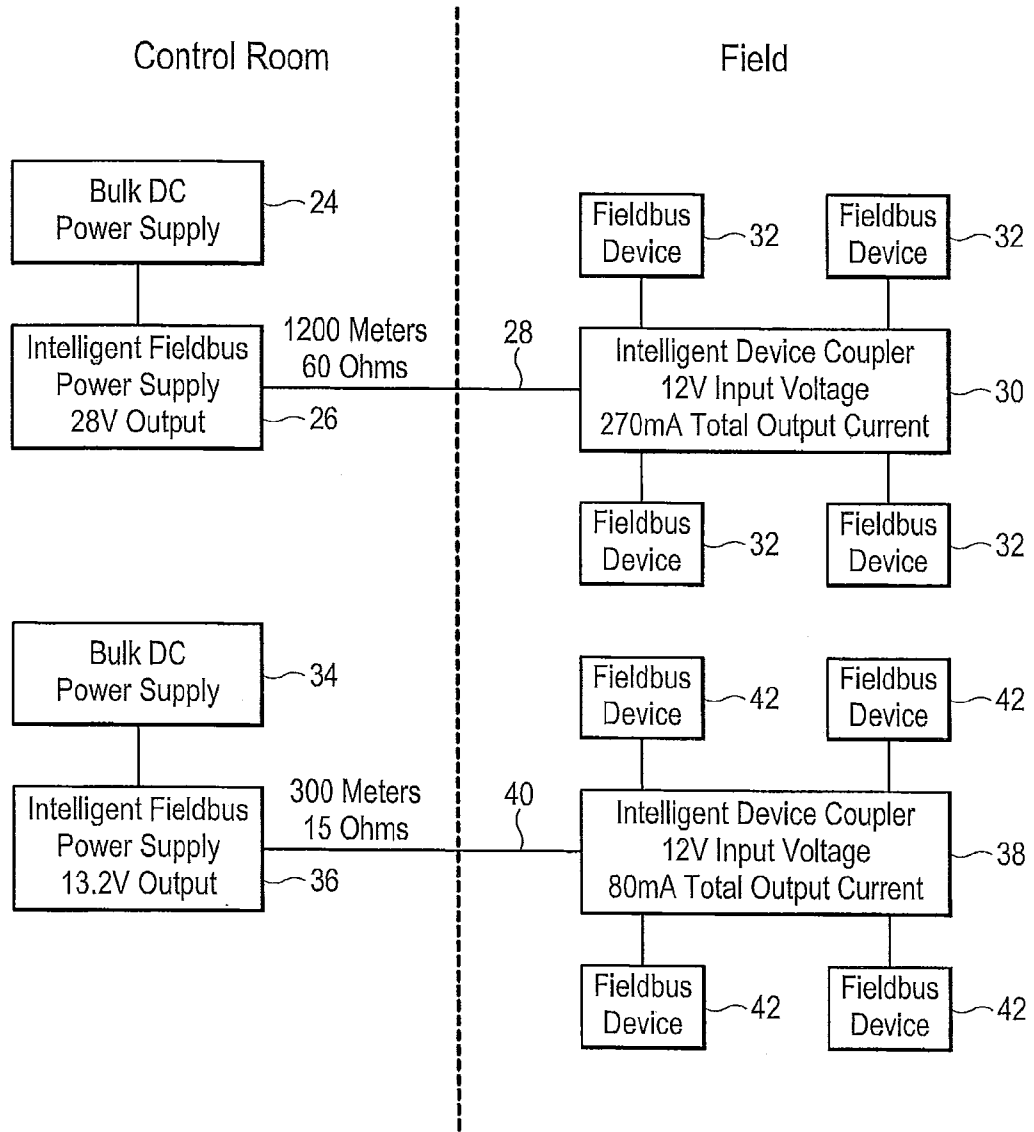 Control Room
Field
Bulk DC
Power Supply
24
Intelligent Fieldbus
Power Supply
28V Output
26
1200 Meters
60 Ohms
28
Fieldbus
Device
32
Fieldbus
Device
32
Intelligent Device Coupler
12V Input Voltage
270mA Total Output Current
30
Fieldbus
Device
32
Fieldbus
Device
32
Bulk DC
Power Supply
34
Intelligent Fieldbus
Power Supply
13.2V Output
36
300 Meters
15 Ohms
40
Fieldbus
Device
42
Fieldbus
Device
42
Intelligent Device Coupler
12V Input Voltage
80mA Total Output Current
38
Fieldbus
Device
42
Fieldbus
Device
42